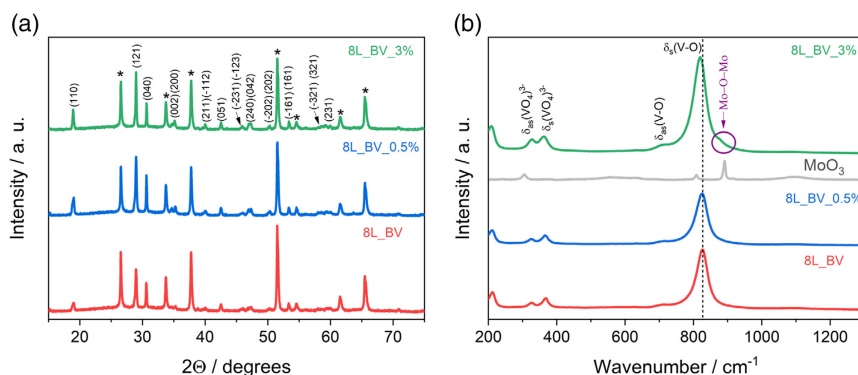 (a)
8L_BV_3%
(110)
*
(121)
(040)
*
(002)(200)
*
(211)(-112)
(051)
(-231) (-123)
(240)(042)
(-202) (202)
*
(-161) (161)
*
(-321) (321)
(231)
*
*
8L_BV_0.5%
8L_BV
Intensity / a. u.
20 30 40 50 60 70
2Θ / degrees
(b)
δs(V-O)
8L_BV_3%
Mo–O–Mo
δas(VO4)3-
δs(VO4)3-
δas(V-O)
MoO3
8L_BV_0.5%
8L_BV
Intensity / a. u.
200 400 600 800 1000 1200
Wavenumber / cm-1